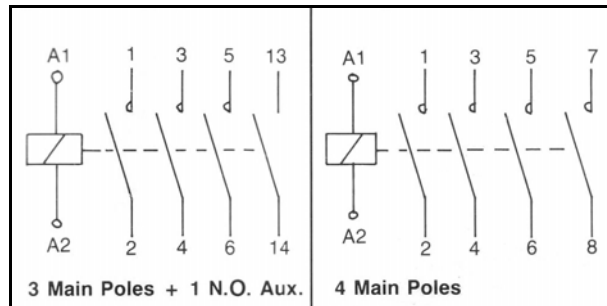 A1 1 3 5 13
A2 2 4 6 14
3 Main Poles + 1 N.O. Aux.
A1 1 3 5 7
A2 2 4 6 8
4 Main Poles